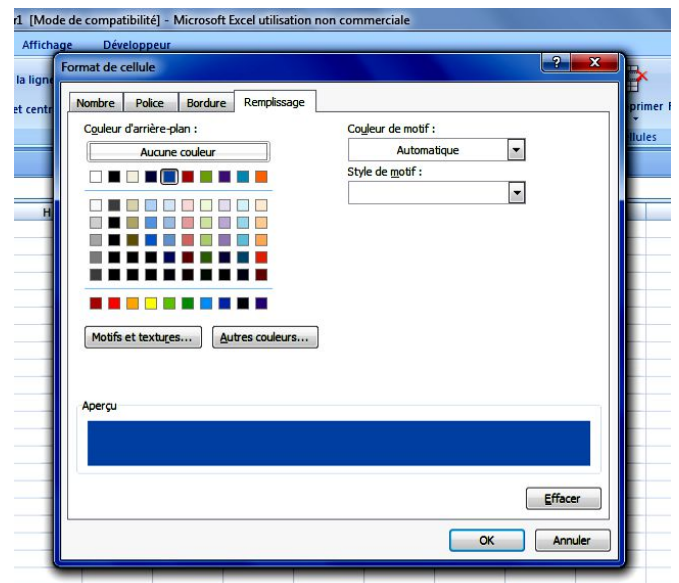 r1 [Mode de compatibilité] - Microsoft Excel utilisation non commerciale
Affichage Développeur
la ligne
et centr
primer
Format de cellule
Nombre Police Bordure Remplissage
Couleur d'arrière-plan :
Aucune couleur
Couleur de motif :
Automatique
Style de motif :
Motifs et textures... Autres couleurs...
Aperçu
Effacer
OK Annuler
llules
H